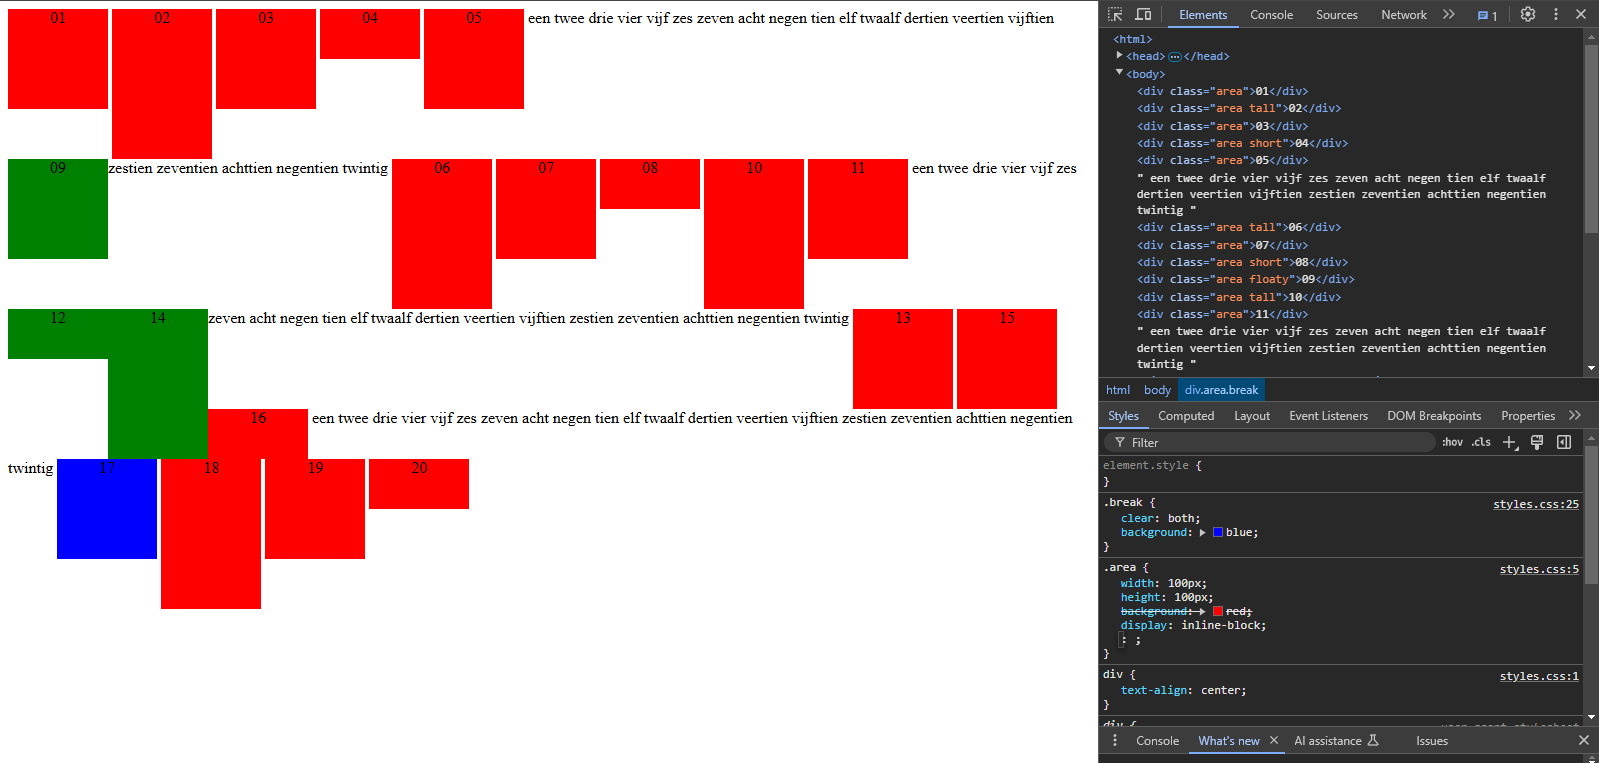 01 02 03 04 05 een twee drie vier vijf zes zeven acht negen tien elf twaalf dertien veertien vijftien
09 zestien zeventien achttien negentien twintig 06 07 08 10 11 een twee drie vier vijf zes
12 14 zeven acht negen tien elf twaalf dertien veertien vijftien zestien zeventien achttien negentien twintig 13 15
16 een twee drie vier vijf zes zeven acht negen tien elf twaalf dertien veertien vijftien zestien zeventien achttien negentien
twintig 17 18 19 20
Elements Console Sources Network 1
<html>
<head> </head>
<body>
<div class="area">01</div>
<div class="area tall">02</div>
<div class="area">03</div>
<div class="area short">04</div>
<div class="area">05</div>
" een twee drie vier vijf zes zeven acht negen tien elf twaalf
dertien veertien vijftien zestien zeventien achttien negentien
twintig "
<div class="area tall">06</div>
<div class="area">07</div>
<div class="area short">08</div>
<div class="area floaty">09</div>
<div class="area tall">10</div>
<div class="area">11</div>
" een twee drie vier vijf zes zeven acht negen tien elf twaalf
dertien veertien vijftien zestien zeventien achttien negentien
twintig "
html body div.area.break
Styles Computed Layout Event Listeners DOM Breakpoints Properties
Filter :hov .cls
element.style {
}
.break { styles.css:25
clear: both;
background: blue;
}
.area { styles.css:5
width: 100px;
height: 100px;
background: red;
display: inline-block;
: ;
}
div { styles.css:1
text-align: center;
}
Console What's new AI assistance Issues